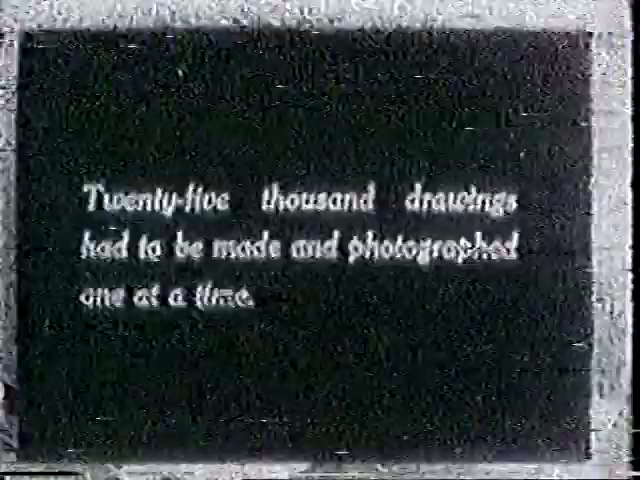 Twenty-five thousand drawings
had to be made and photographed
one at a time.